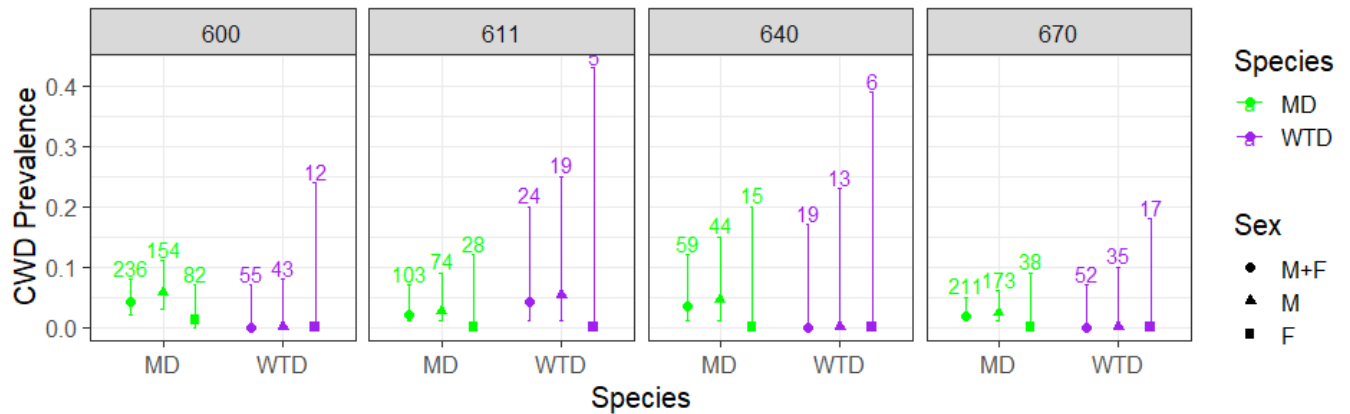 600
611
640
670
CWD Prevalence
0.4
0.3
0.2
0.1
0.0
236
154
82
55
43
12
103
74
28
24
19
5
59
44
15
19
13
6
211
173
38
52
35
17
MD
WTD
MD
WTD
MD
WTD
MD
WTD
Species
Species
a MD
a WTD
Sex
M+F
M
F